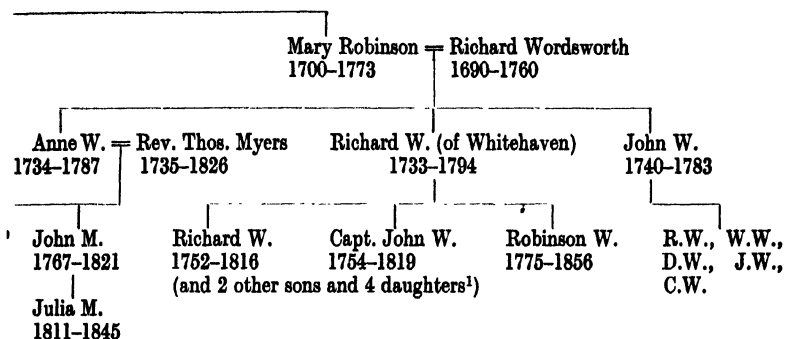 Mary Robinson = Richard Wordsworth
1700–1773 1690–1760
Anne W. = Rev. Thos. Myers Richard W. (of Whitehaven) John W.
1734–1787 1735–1826 1733–1794 1740–1783
John M. Richard W. Capt. John W. Robinson W. R.W., W.W.,
1767–1821 1752–1816 1754–1819 1775–1856 D.W., J.W.,
(and 2 other sons and 4 daughters¹) C.W.
Julia M.
1811–1845